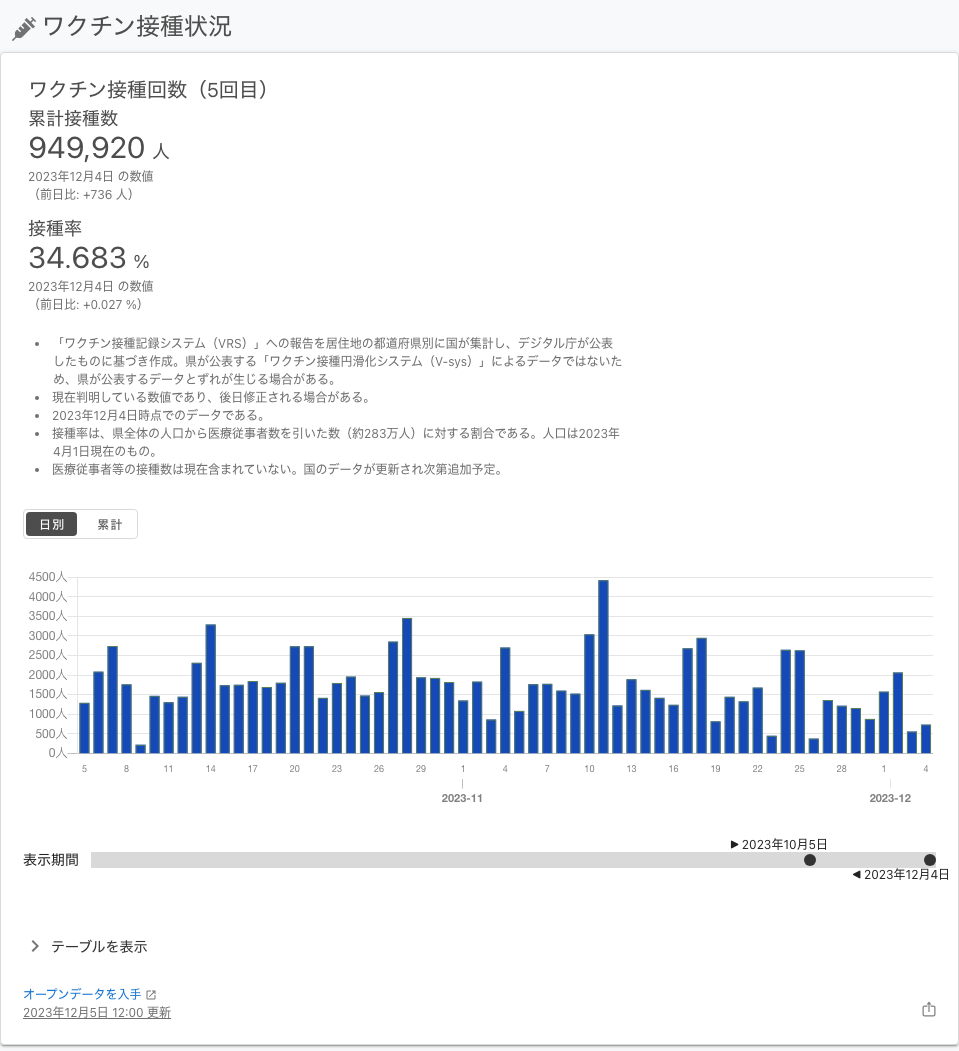 ワクチン接種状況
ワクチン接種回数（5回目）
累計接種数
949,920 人
2023年12月4日 の数値
（前日比: +736 人）
接種率
34.683 %
2023年12月4日 の数値
（前日比: +0.027 %）
• 「ワクチン接種記録システム（VRS）」への報告を居住地の都道府県別に国が集計し、デジタル庁が公表
したものに基づき作成。県が公表する「ワクチン接種円滑化システム（V-sys）」によるデータではないた
め、県が公表するデータとずれが生じる場合がある。
• 現在判明している数値であり、後日修正される場合がある。
• 2023年12月4日時点でのデータである。
• 接種率は、県全体の人口から医療従事者数を引いた数（約283万人）に対する割合である。人口は2023年
4月1日現在のもの。
• 医療従事者等の接種数は現在含まれていない。国のデータが更新され次第追加予定。
日別 累計
4500人
4000人
3500人
3000人
2500人
2000人
1500人
1000人
500人
0人
5 8 11 14 17 20 23 26 29 1 4 7 10 13 16 19 22 25 28 1 4
2023-11 2023-12
▶ 2023年10月5日
表示期間
◀ 2023年12月4日
テーブルを表示
オープンデータを入手
2023年12月5日 12:00 更新